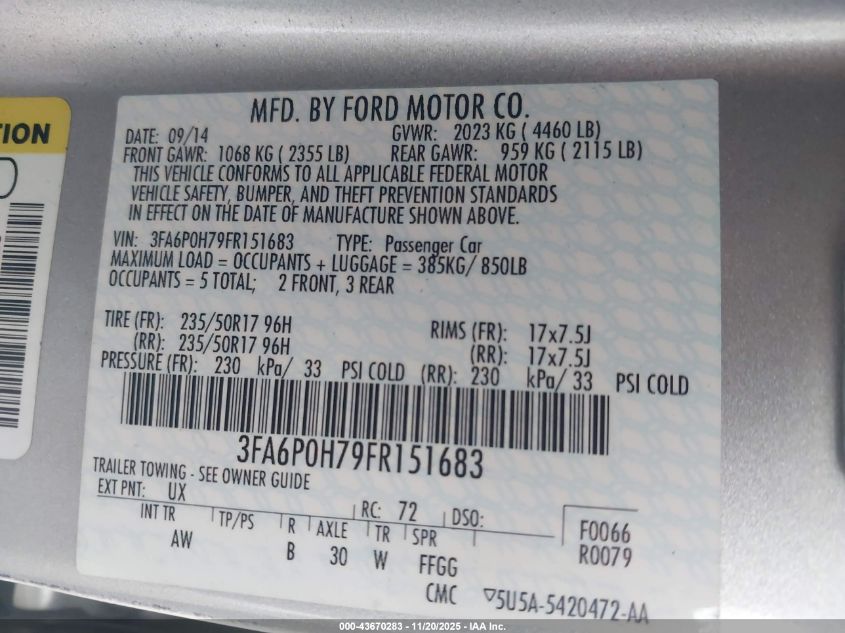 TION
MFD. BY FORD MOTOR CO.
DATE: 09/14 GVWR: 2023 KG ( 4460 LB)
FRONT GAWR: 1068 KG ( 2355 LB) REAR GAWR: 959 KG ( 2115 LB)
THIS VEHICLE CONFORMS TO ALL APPLICABLE FEDERAL MOTOR
VEHICLE SAFETY, BUMPER, AND THEFT PREVENTION STANDARDS
IN EFFECT ON THE DATE OF MANUFACTURE SHOWN ABOVE.
VIN: 3FA6P0H79FR151683 TYPE: Passenger Car
MAXIMUM LOAD = OCCUPANTS + LUGGAGE = 385KG/ 850LB
OCCUPANTS = 5 TOTAL; 2 FRONT, 3 REAR
TIRE (FR): 235/50R17 96H RIMS (FR): 17x7.5J
(RR): 235/50R17 96H (RR): 17x7.5J
PRESSURE (FR): 230 kPa/ 33 PSI COLD (RR): 230 kPa/ 33 PSI COLD
3FA6P0H79FR151683
TRAILER TOWING - SEE OWNER GUIDE
EXT PNT: UX RC: 72 DSO:
INT TR TP/PS R AXLE TR SPR F0066
AW B 30 W FFGG R0079
CMC ▽5U5A-5420472-AA
000-43670283 - 11/20/2025 - IAA Inc.